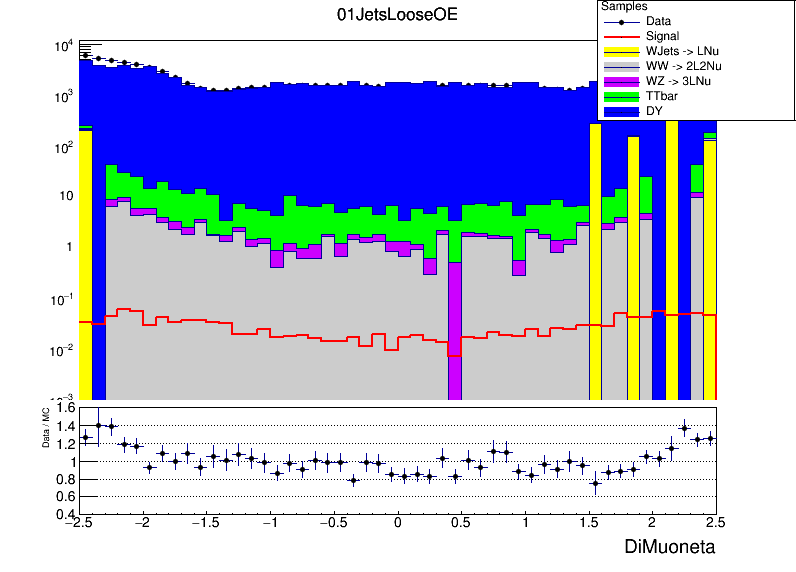 01JetsLooseOE
Samples
Data
Signal
WJets -> LNu
WW -> 2L2Nu
WZ -> 3LNu
TTbar
DY
10⁴
10³
10²
10
1
10⁻¹
10⁻²
Data / MC
1.6
1.4
1.2
1
0.8
0.6
0.4
−2.5 −2 −1.5 −1 −0.5 0 0.5 1 1.5 2 2.5
DiMuoneta